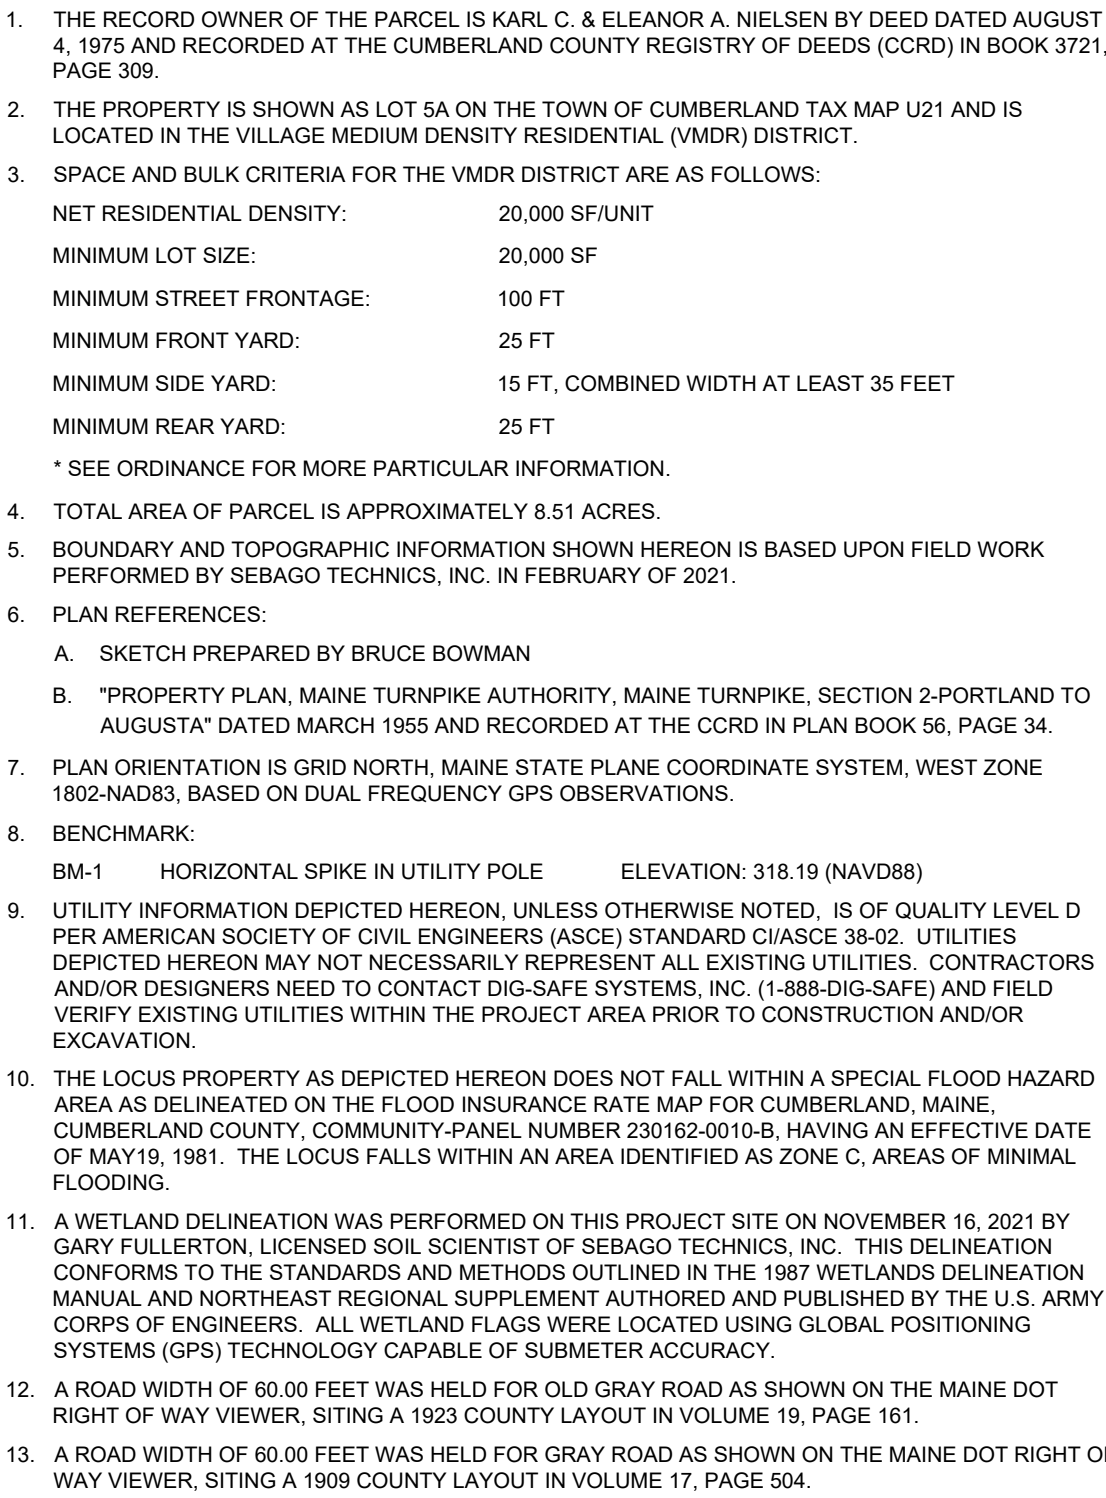 1. THE RECORD OWNER OF THE PARCEL IS KARL C. & ELEANOR A. NIELSEN BY DEED DATED AUGUST
4, 1975 AND RECORDED AT THE CUMBERLAND COUNTY REGISTRY OF DEEDS (CCRD) IN BOOK 3721,
PAGE 309.
2. THE PROPERTY IS SHOWN AS LOT 5A ON THE TOWN OF CUMBERLAND TAX MAP U21 AND IS
LOCATED IN THE VILLAGE MEDIUM DENSITY RESIDENTIAL (VMDR) DISTRICT.
3. SPACE AND BULK CRITERIA FOR THE VMDR DISTRICT ARE AS FOLLOWS:
NET RESIDENTIAL DENSITY: 20,000 SF/UNIT
MINIMUM LOT SIZE: 20,000 SF
MINIMUM STREET FRONTAGE: 100 FT
MINIMUM FRONT YARD: 25 FT
MINIMUM SIDE YARD: 15 FT, COMBINED WIDTH AT LEAST 35 FEET
MINIMUM REAR YARD: 25 FT
* SEE ORDINANCE FOR MORE PARTICULAR INFORMATION.
4. TOTAL AREA OF PARCEL IS APPROXIMATELY 8.51 ACRES.
5. BOUNDARY AND TOPOGRAPHIC INFORMATION SHOWN HEREON IS BASED UPON FIELD WORK
PERFORMED BY SEBAGO TECHNICS, INC. IN FEBRUARY OF 2021.
6. PLAN REFERENCES:
A. SKETCH PREPARED BY BRUCE BOWMAN
B. "PROPERTY PLAN, MAINE TURNPIKE AUTHORITY, MAINE TURNPIKE, SECTION 2-PORTLAND TO
AUGUSTA" DATED MARCH 1955 AND RECORDED AT THE CCRD IN PLAN BOOK 56, PAGE 34.
7. PLAN ORIENTATION IS GRID NORTH, MAINE STATE PLANE COORDINATE SYSTEM, WEST ZONE
1802-NAD83, BASED ON DUAL FREQUENCY GPS OBSERVATIONS.
8. BENCHMARK:
BM-1 HORIZONTAL SPIKE IN UTILITY POLE ELEVATION: 318.19 (NAVD88)
9. UTILITY INFORMATION DEPICTED HEREON, UNLESS OTHERWISE NOTED, IS OF QUALITY LEVEL D
PER AMERICAN SOCIETY OF CIVIL ENGINEERS (ASCE) STANDARD CI/ASCE 38-02. UTILITIES
DEPICTED HEREON MAY NOT NECESSARILY REPRESENT ALL EXISTING UTILITIES. CONTRACTORS
AND/OR DESIGNERS NEED TO CONTACT DIG-SAFE SYSTEMS, INC. (1-888-DIG-SAFE) AND FIELD
VERIFY EXISTING UTILITIES WITHIN THE PROJECT AREA PRIOR TO CONSTRUCTION AND/OR
EXCAVATION.
10. THE LOCUS PROPERTY AS DEPICTED HEREON DOES NOT FALL WITHIN A SPECIAL FLOOD HAZARD
AREA AS DELINEATED ON THE FLOOD INSURANCE RATE MAP FOR CUMBERLAND, MAINE,
CUMBERLAND COUNTY, COMMUNITY-PANEL NUMBER 230162-0010-B, HAVING AN EFFECTIVE DATE
OF MAY19, 1981. THE LOCUS FALLS WITHIN AN AREA IDENTIFIED AS ZONE C, AREAS OF MINIMAL
FLOODING.
11. A WETLAND DELINEATION WAS PERFORMED ON THIS PROJECT SITE ON NOVEMBER 16, 2021 BY
GARY FULLERTON, LICENSED SOIL SCIENTIST OF SEBAGO TECHNICS, INC. THIS DELINEATION
CONFORMS TO THE STANDARDS AND METHODS OUTLINED IN THE 1987 WETLANDS DELINEATION
MANUAL AND NORTHEAST REGIONAL SUPPLEMENT AUTHORED AND PUBLISHED BY THE U.S. ARMY
CORPS OF ENGINEERS. ALL WETLAND FLAGS WERE LOCATED USING GLOBAL POSITIONING
SYSTEMS (GPS) TECHNOLOGY CAPABLE OF SUBMETER ACCURACY.
12. A ROAD WIDTH OF 60.00 FEET WAS HELD FOR OLD GRAY ROAD AS SHOWN ON THE MAINE DOT
RIGHT OF WAY VIEWER, SITING A 1923 COUNTY LAYOUT IN VOLUME 19, PAGE 161.
13. A ROAD WIDTH OF 60.00 FEET WAS HELD FOR GRAY ROAD AS SHOWN ON THE MAINE DOT RIGHT OF
WAY VIEWER, SITING A 1909 COUNTY LAYOUT IN VOLUME 17, PAGE 504.